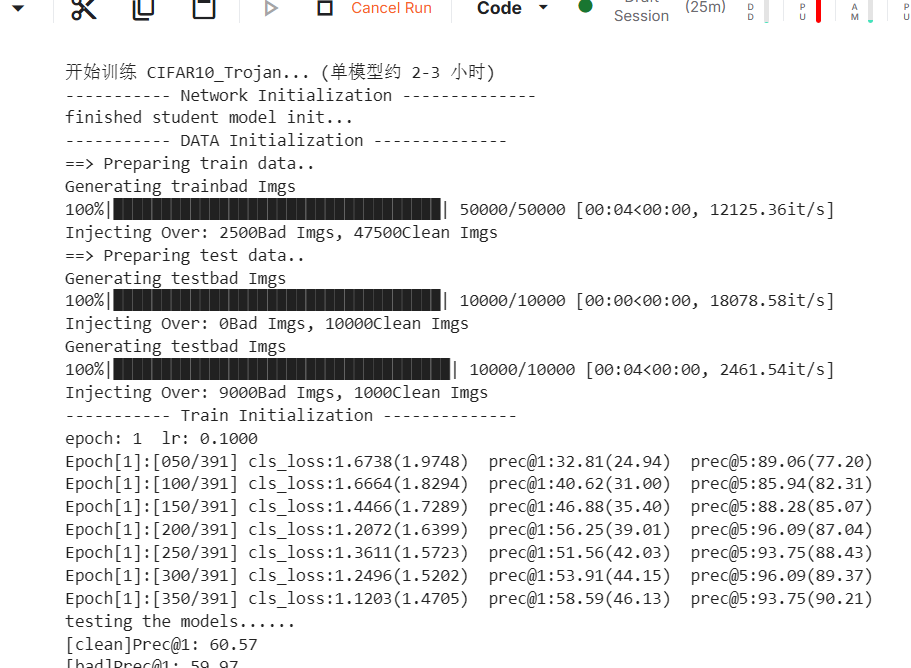 Cancel Run
Code
Draft
Session
(25m)
D
D
P
U
A
M
P
U
开始训练 CIFAR10_Trojan... (单模型约 2-3 小时)
----------- Network Initialization --------------
finished student model init...
----------- DATA Initialization --------------
==> Preparing train data..
Generating trainbad Imgs
100%|██████████████████████████████████| 50000/50000 [00:04<00:00, 12125.36it/s]
Injecting Over: 2500Bad Imgs, 47500Clean Imgs
==> Preparing test data..
Generating testbad Imgs
100%|██████████████████████████████████| 10000/10000 [00:00<00:00, 18078.58it/s]
Injecting Over: 0Bad Imgs, 10000Clean Imgs
Generating testbad Imgs
100%|███████████████████████████████████| 10000/10000 [00:04<00:00, 2461.54it/s]
Injecting Over: 9000Bad Imgs, 1000Clean Imgs
----------- Train Initialization --------------
epoch: 1  lr: 0.1000
Epoch[1]:[050/391] cls_loss:1.6738(1.9748)  prec@1:32.81(24.94)  prec@5:89.06(77.20)
Epoch[1]:[100/391] cls_loss:1.6664(1.8294)  prec@1:40.62(31.00)  prec@5:85.94(82.31)
Epoch[1]:[150/391] cls_loss:1.4466(1.7289)  prec@1:46.88(35.40)  prec@5:88.28(85.07)
Epoch[1]:[200/391] cls_loss:1.2072(1.6399)  prec@1:56.25(39.01)  prec@5:96.09(87.04)
Epoch[1]:[250/391] cls_loss:1.3611(1.5723)  prec@1:51.56(42.03)  prec@5:93.75(88.43)
Epoch[1]:[300/391] cls_loss:1.2496(1.5202)  prec@1:53.91(44.15)  prec@5:96.09(89.37)
Epoch[1]:[350/391] cls_loss:1.1203(1.4705)  prec@1:58.59(46.13)  prec@5:93.75(90.21)
testing the models......
[clean]Prec@1: 60.57
[bad]Prec@1: 59.97